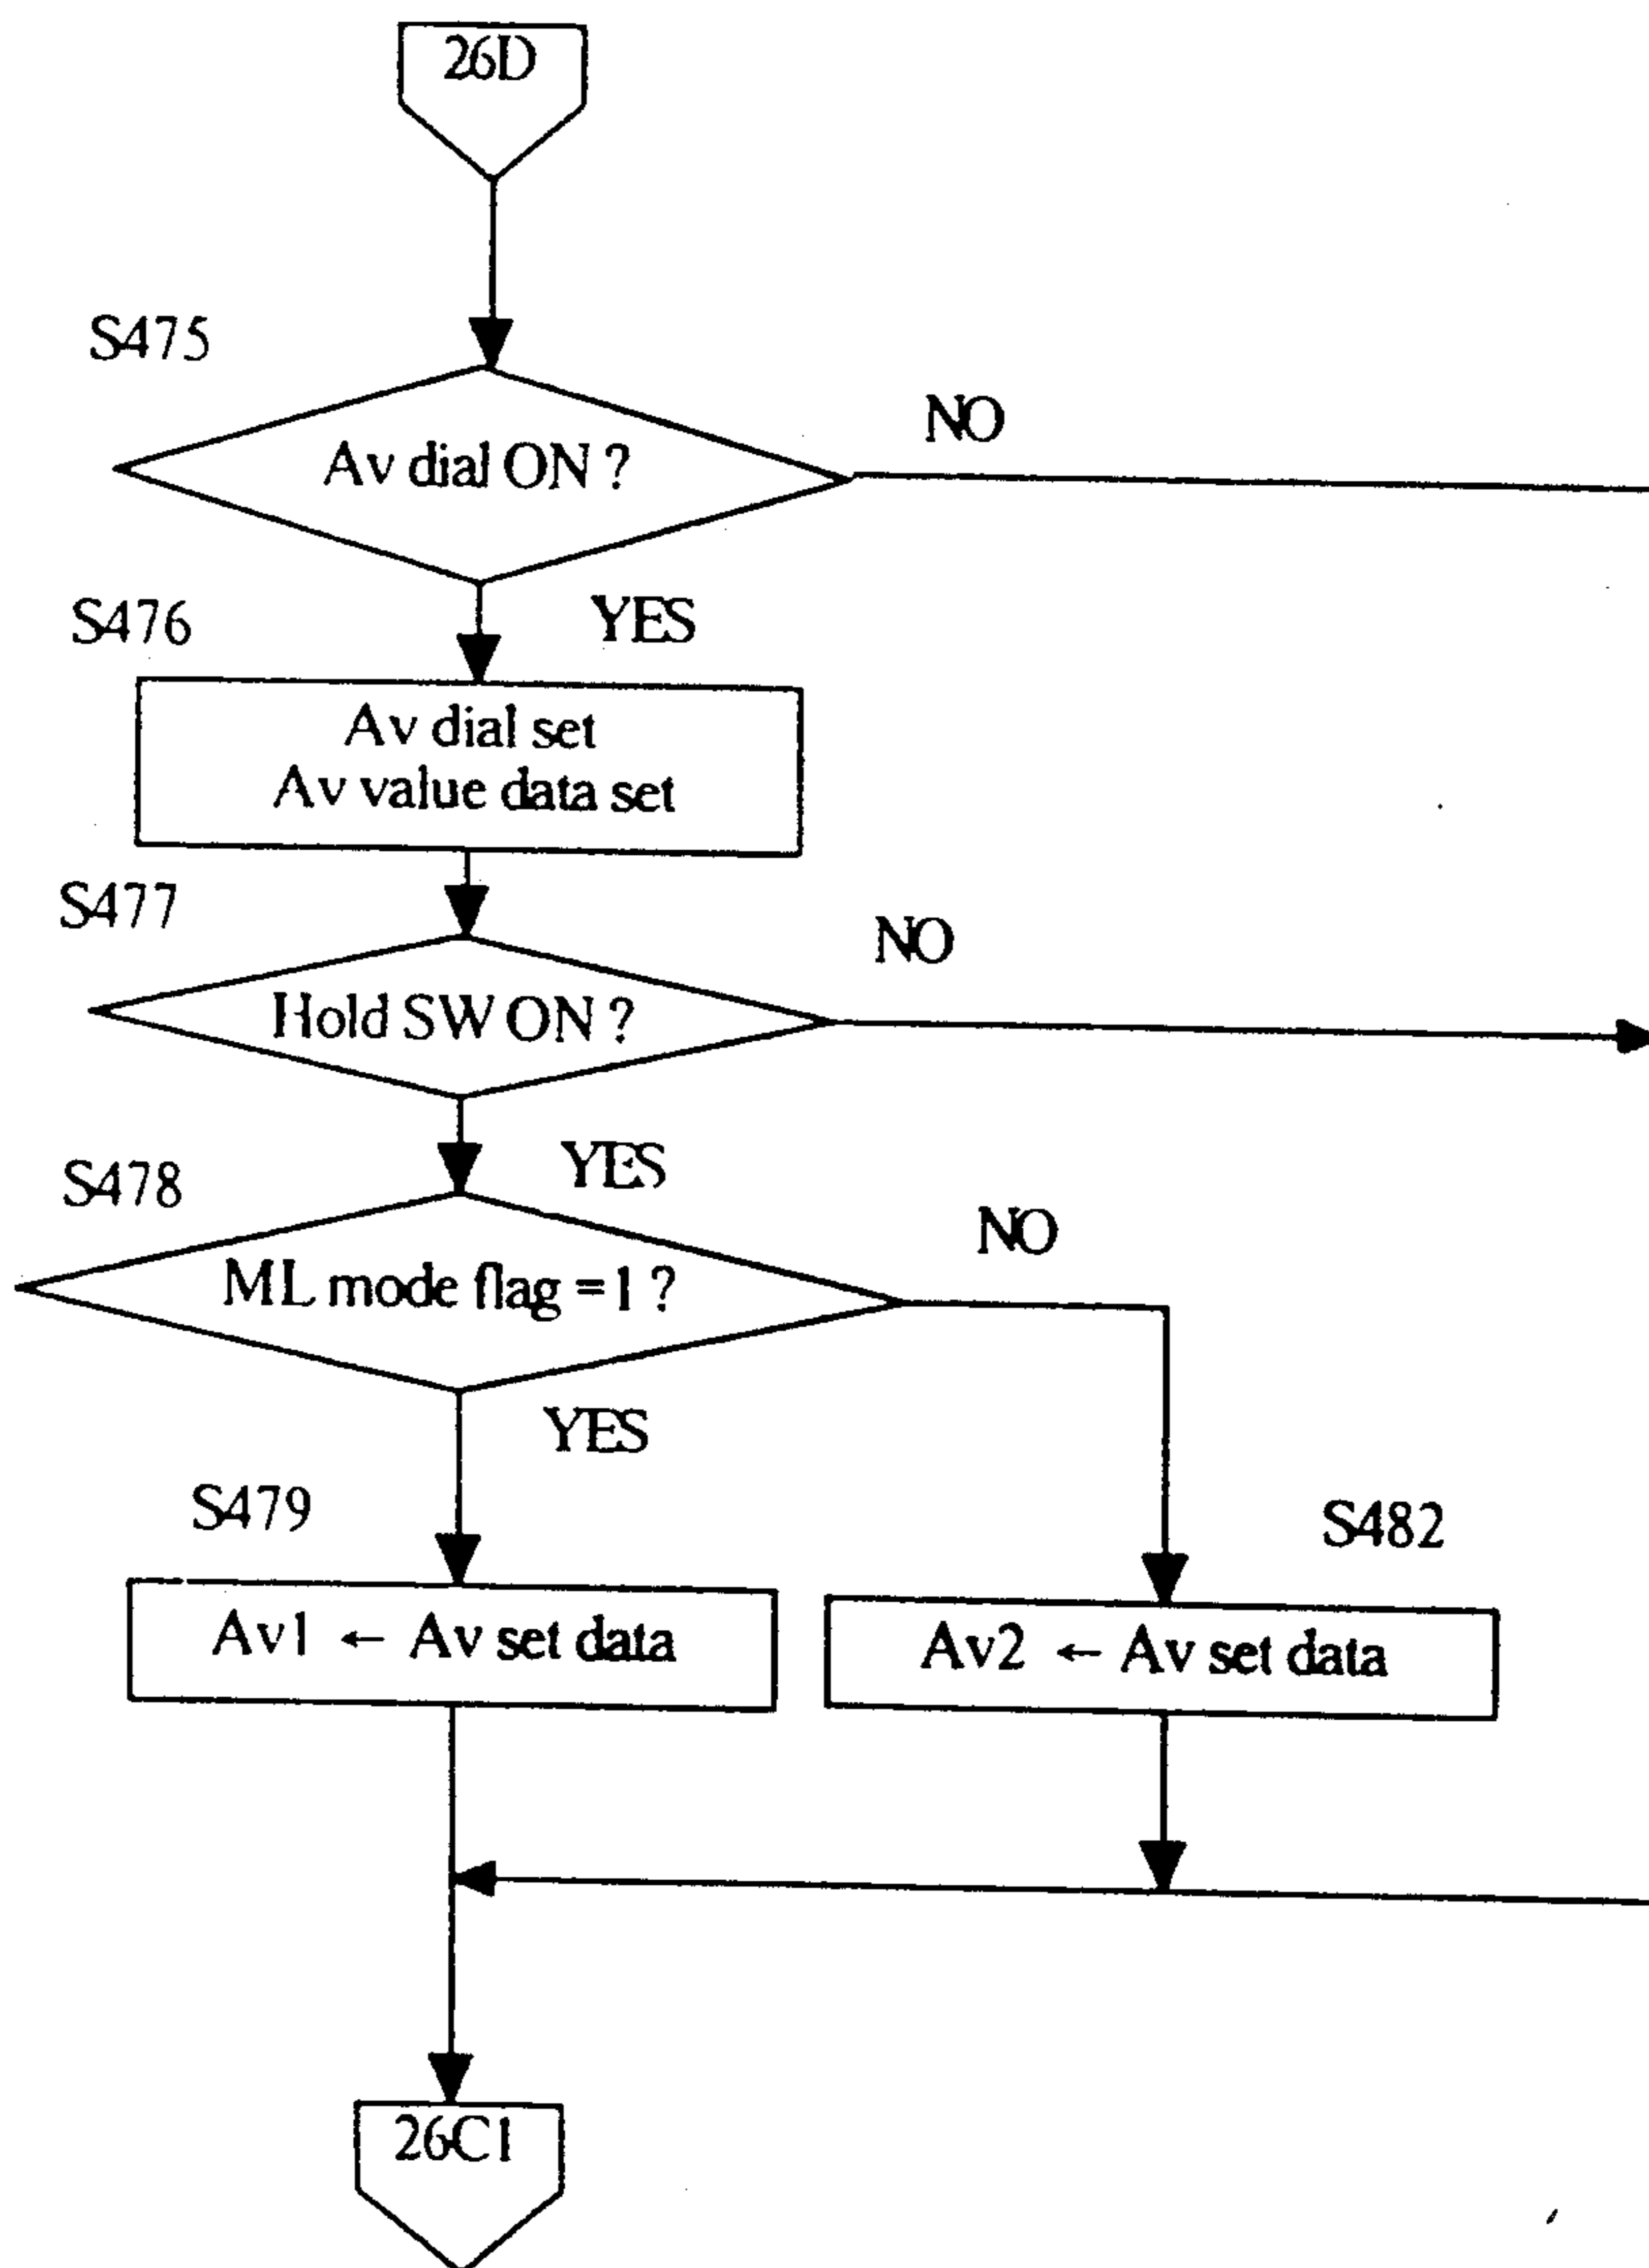 26D
S475
Av dial ON ?
NO
S476
YES
Av dial set
Av value data set
S477
NO
Hold SW ON ?
YES
S478
NO
ML mode flag =1 ?
YES
S479
S482
Av1 ← Av set data
Av2 ← Av set data
26C1